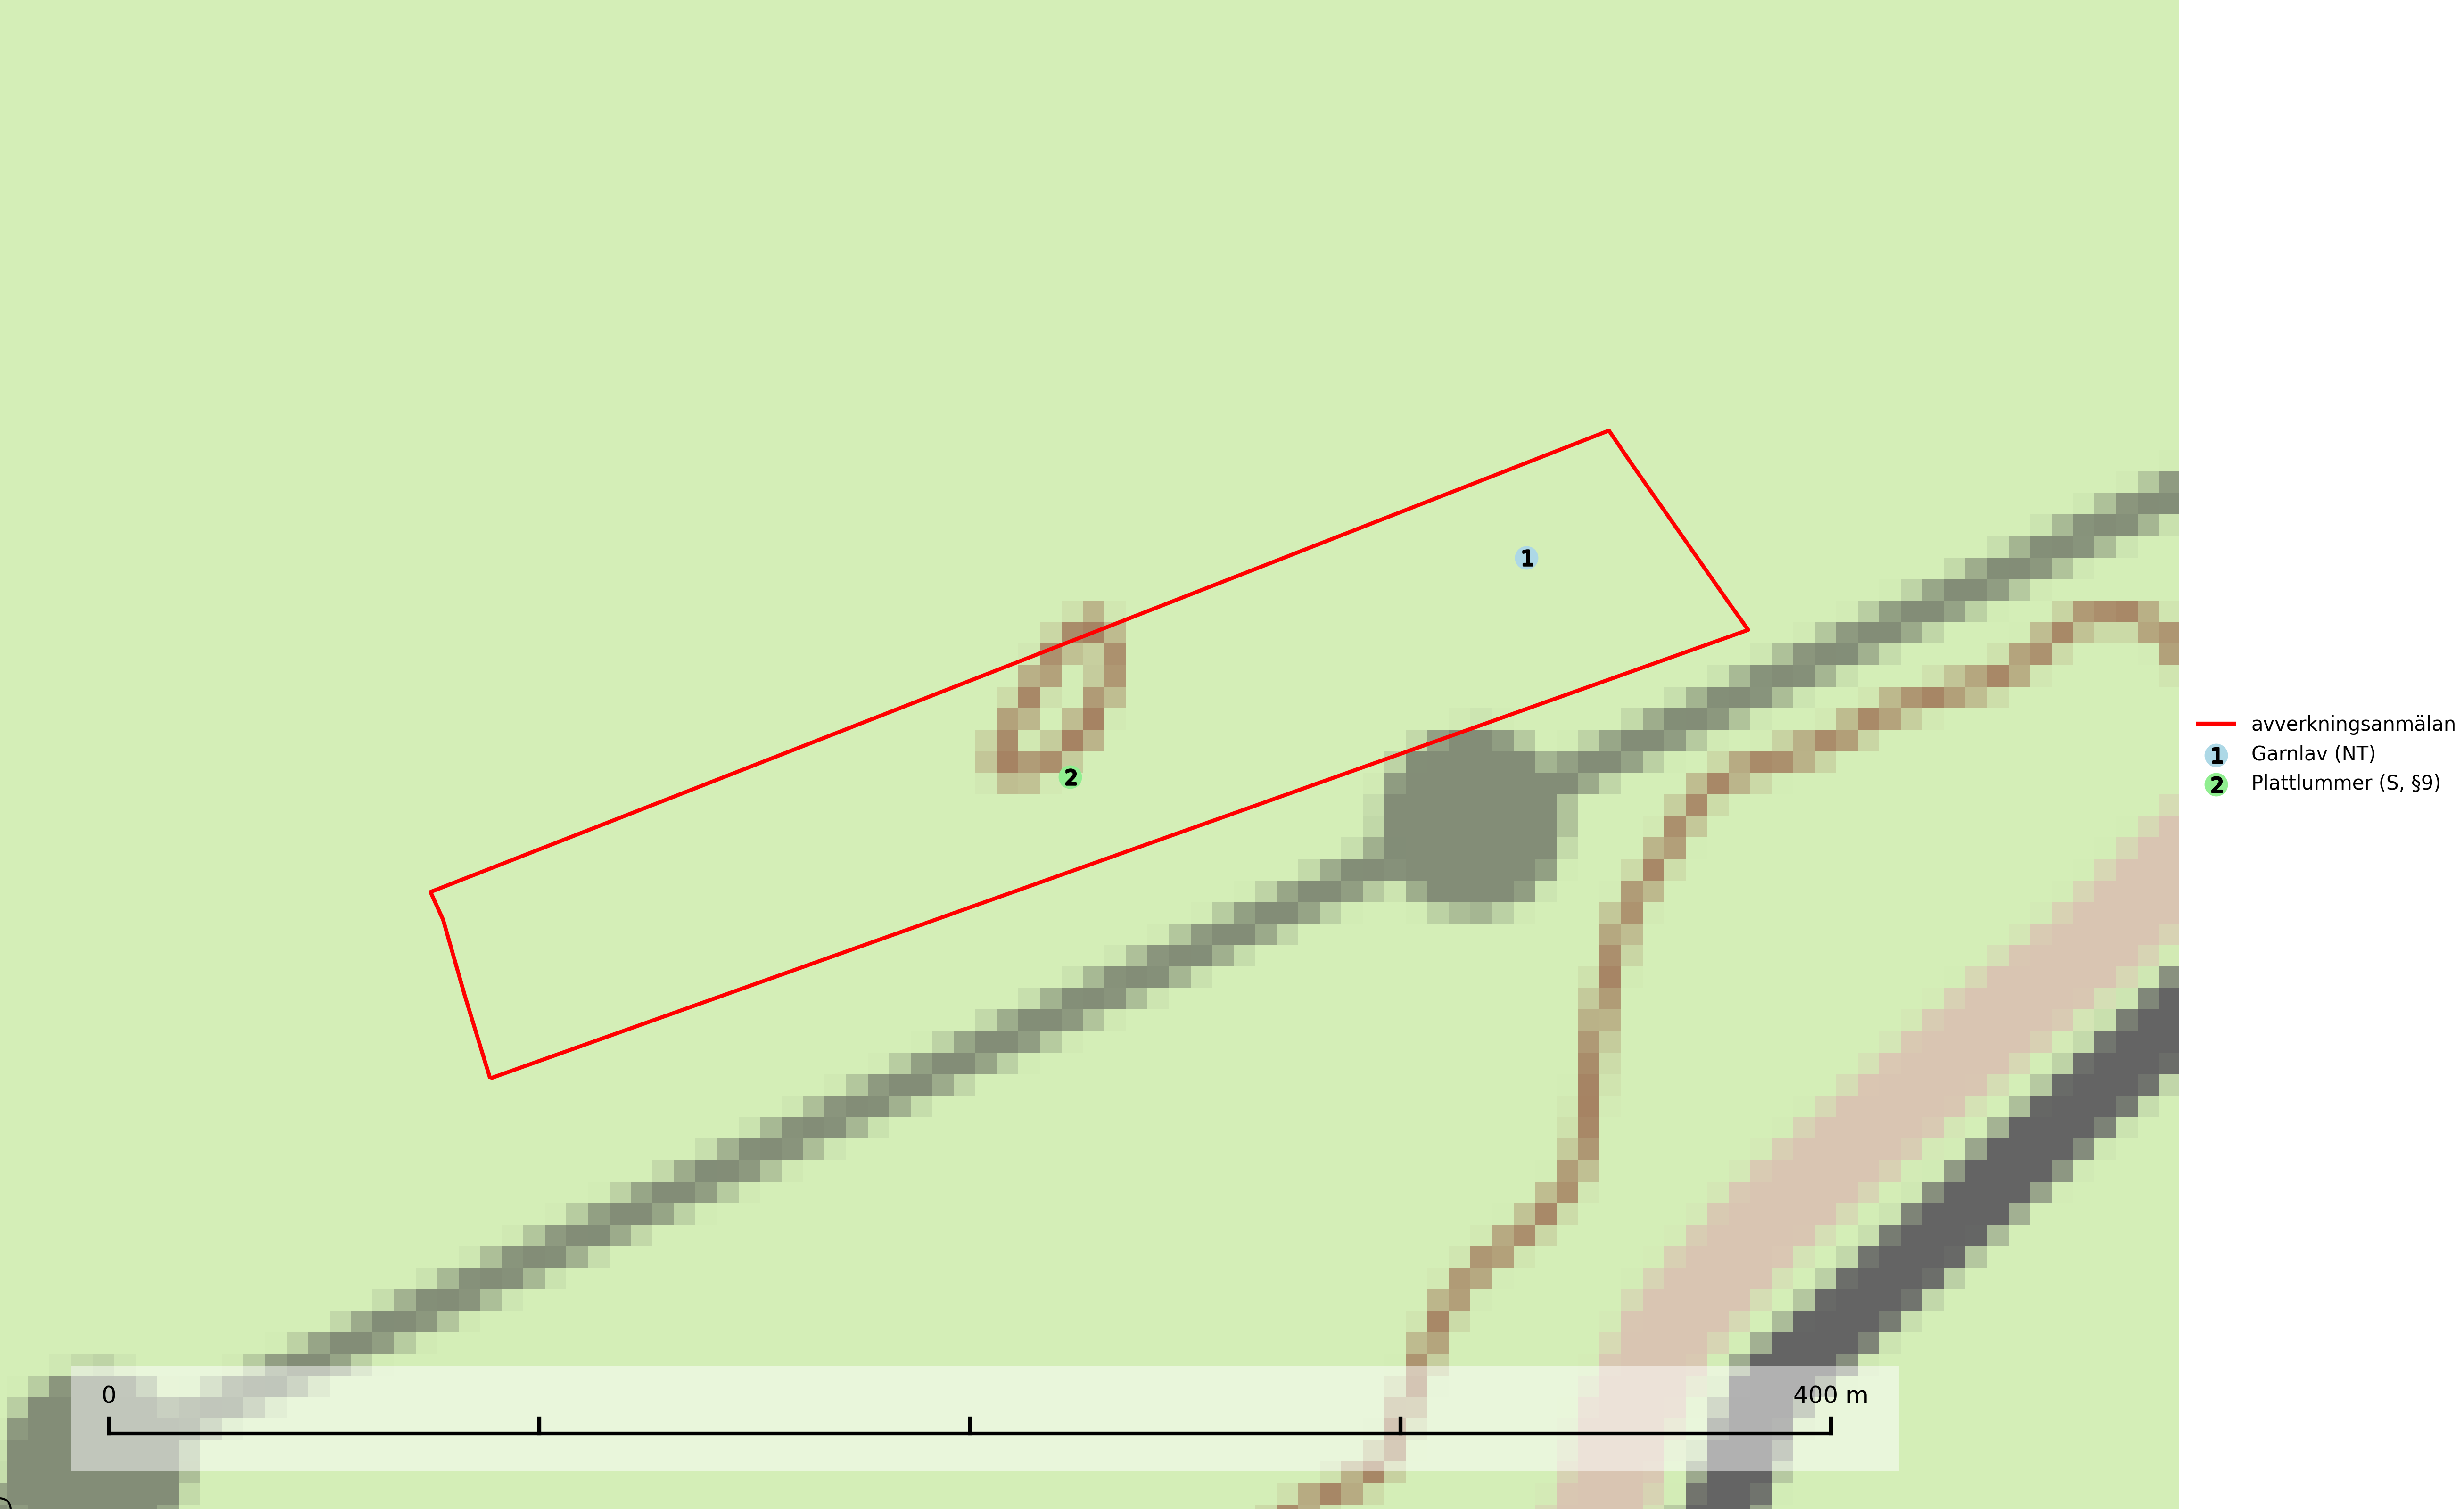 1
2
avverkningsanmälan
1 Garnlav (NT)
2 Plattlummer (S, §9)
0 400 m